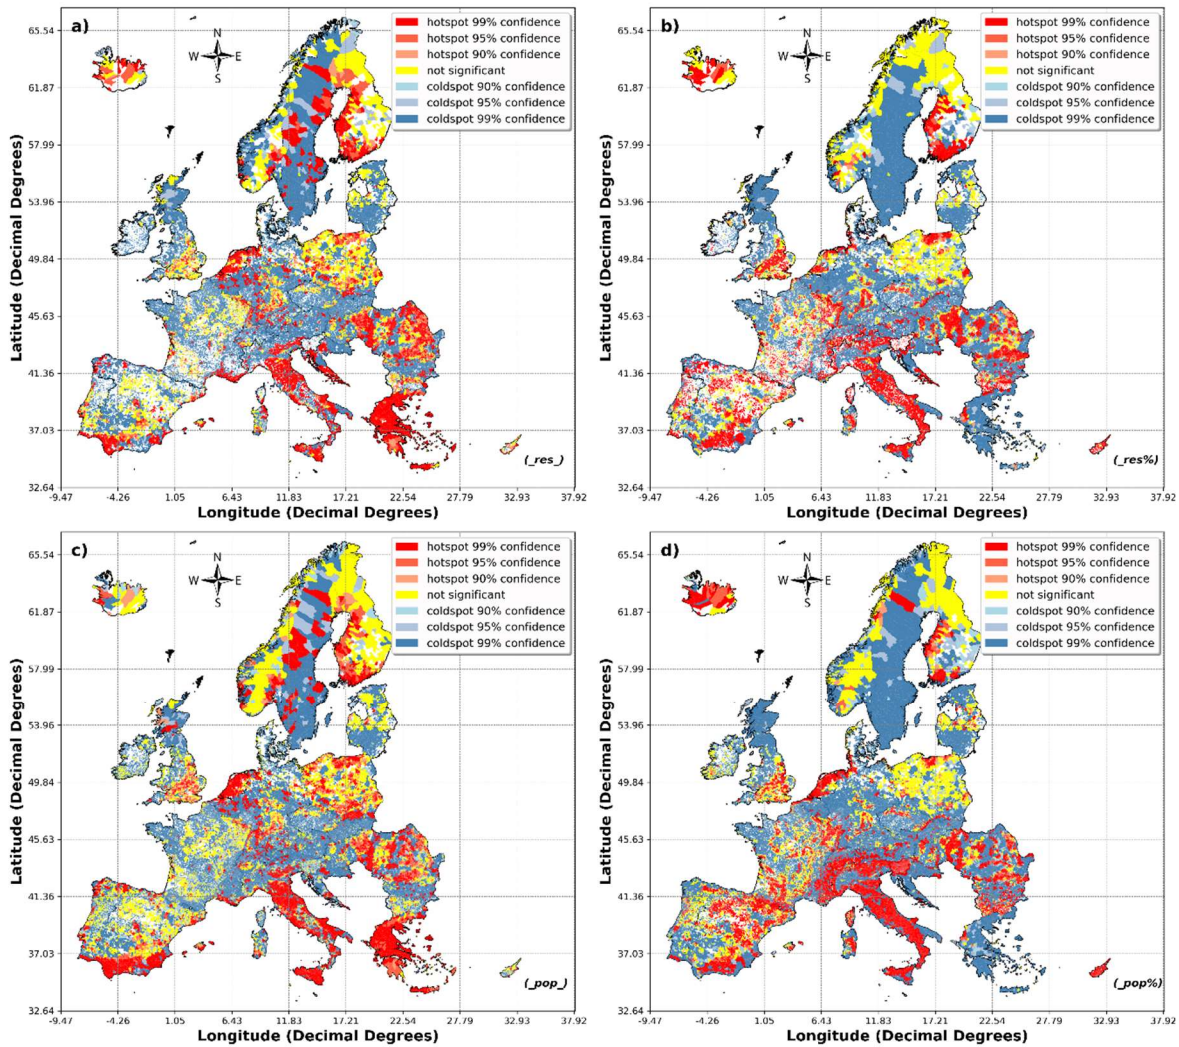 a)
N
W E
S
hotspot 99% confidence
hotspot 95% confidence
hotspot 90% confidence
not significant
coldspot 90% confidence
coldspot 95% confidence
coldspot 99% confidence
65.54
61.87
57.99
53.96
49.84
45.63
41.36
37.03
32.64
Latitude (Decimal Degrees)
(_res_)
-9.47 -4.26 1.05 6.43 11.83 17.21 22.54 27.79 32.93 37.92
Longitude (Decimal Degrees)
b)
N
W E
S
hotspot 99% confidence
hotspot 95% confidence
hotspot 90% confidence
not significant
coldspot 90% confidence
coldspot 95% confidence
coldspot 99% confidence
65.54
61.87
57.99
53.96
49.84
45.63
41.36
37.03
32.64
Latitude (Decimal Degrees)
(_res%)
-9.47 -4.26 1.05 6.43 11.83 17.21 22.54 27.79 32.93 37.92
Longitude (Decimal Degrees)
c)
N
W E
S
hotspot 99% confidence
hotspot 95% confidence
hotspot 90% confidence
not significant
coldspot 90% confidence
coldspot 95% confidence
coldspot 99% confidence
65.54
61.87
57.99
53.96
49.84
45.63
41.36
37.03
32.64
Latitude (Decimal Degrees)
(_pop_)
-9.47 -4.26 1.05 6.43 11.83 17.21 22.54 27.79 32.93 37.92
Longitude (Decimal Degrees)
d)
N
W E
S
hotspot 99% confidence
hotspot 95% confidence
hotspot 90% confidence
not significant
coldspot 90% confidence
coldspot 95% confidence
coldspot 99% confidence
65.54
61.87
57.99
53.96
49.84
45.63
41.36
37.03
32.64
Latitude (Decimal Degrees)
(_pop%)
-9.47 -4.26 1.05 6.43 11.83 17.21 22.54 27.79 32.93 37.92
Longitude (Decimal Degrees)